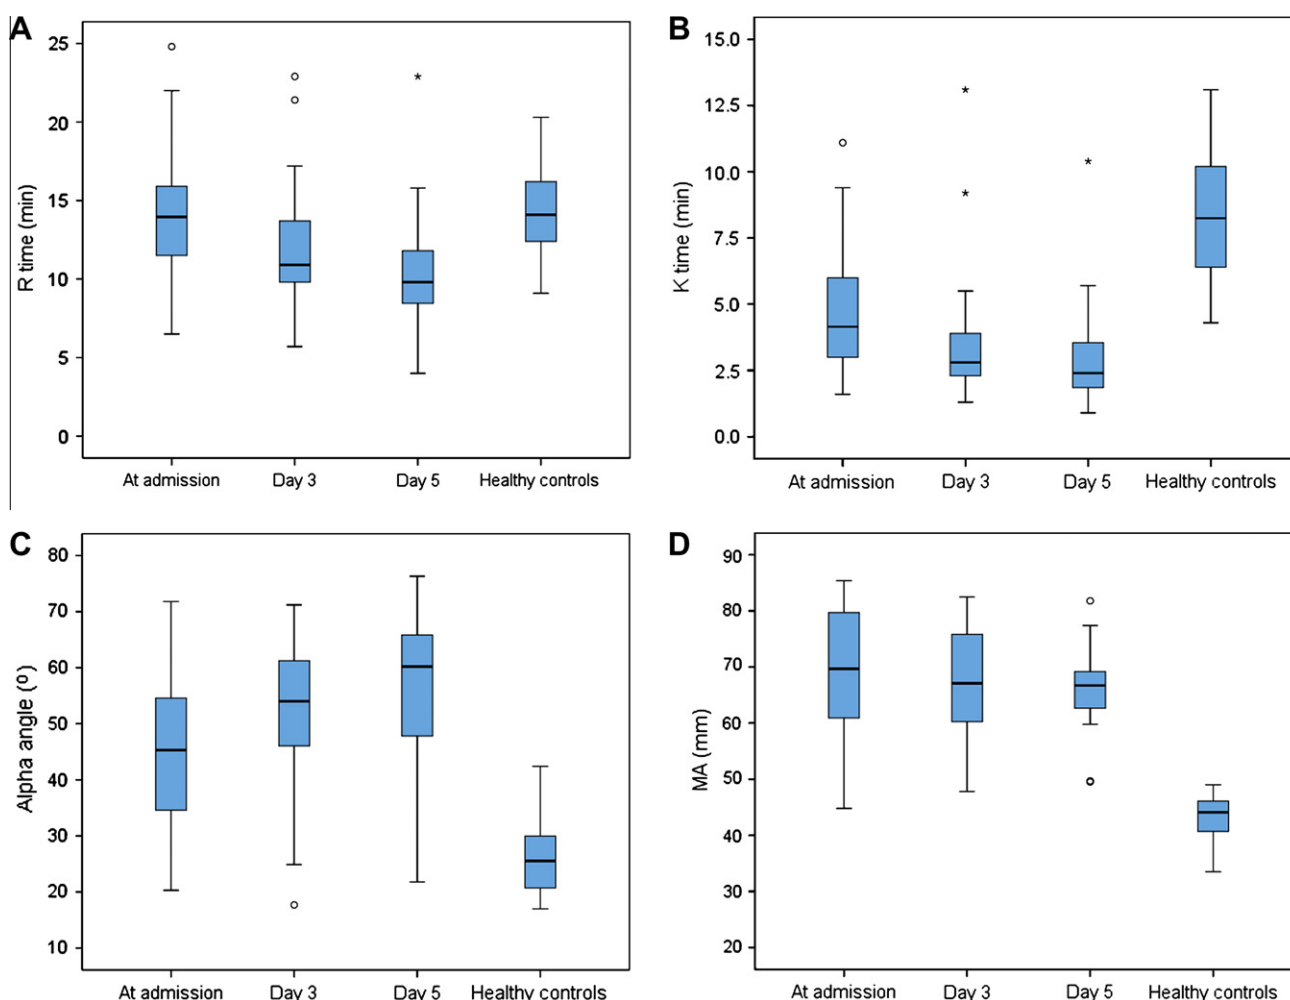 A
R time (min)
25
20
15
10
5
0
At admission Day 3 Day 5 Healthy controls
B
K time (min)
15.0
12.5
10.0
7.5
5.0
2.5
0.0
At admission Day 3 Day 5 Healthy controls
C
Alpha angle (º)
80
70
60
50
40
30
20
10
At admission Day 3 Day 5 Healthy controls
D
MA (mm)
90
80
70
60
50
40
30
20
At admission Day 3 Day 5 Healthy controls